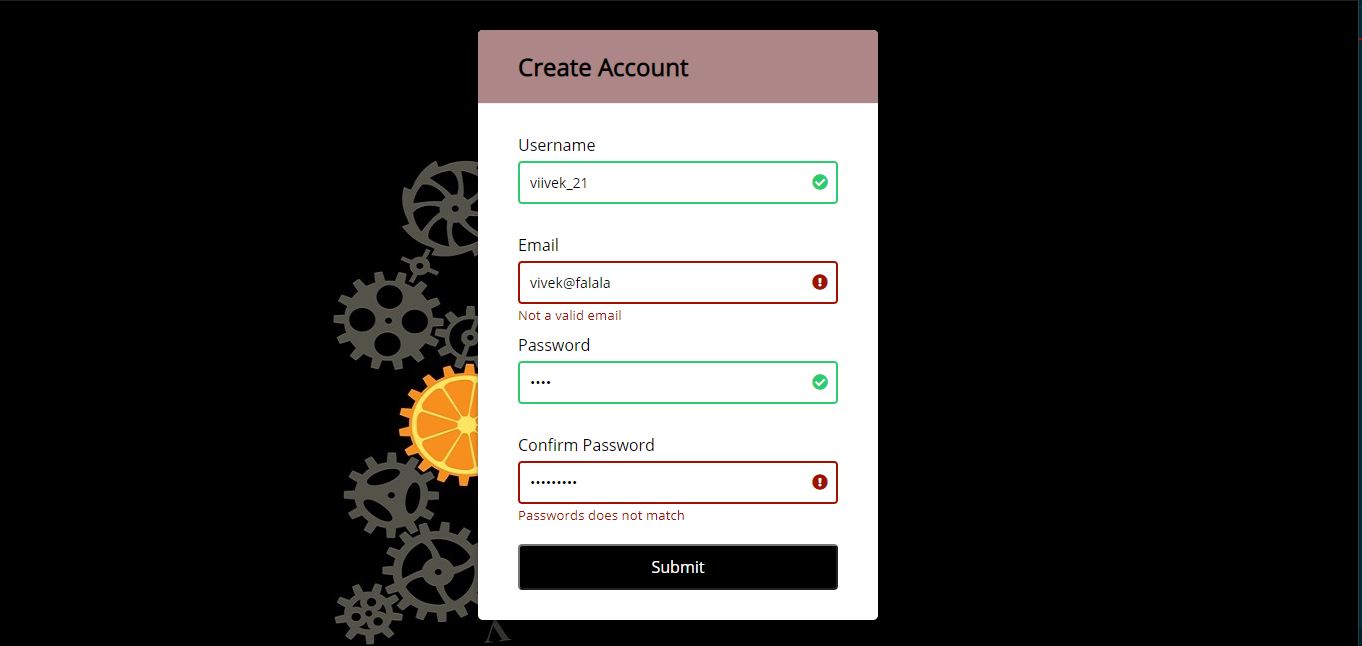 Create Account
Username
viivek_21
Email
vivek@falala
Not a valid email
Password
••••
Confirm Password
•••••••••
Passwords does not match
Submit